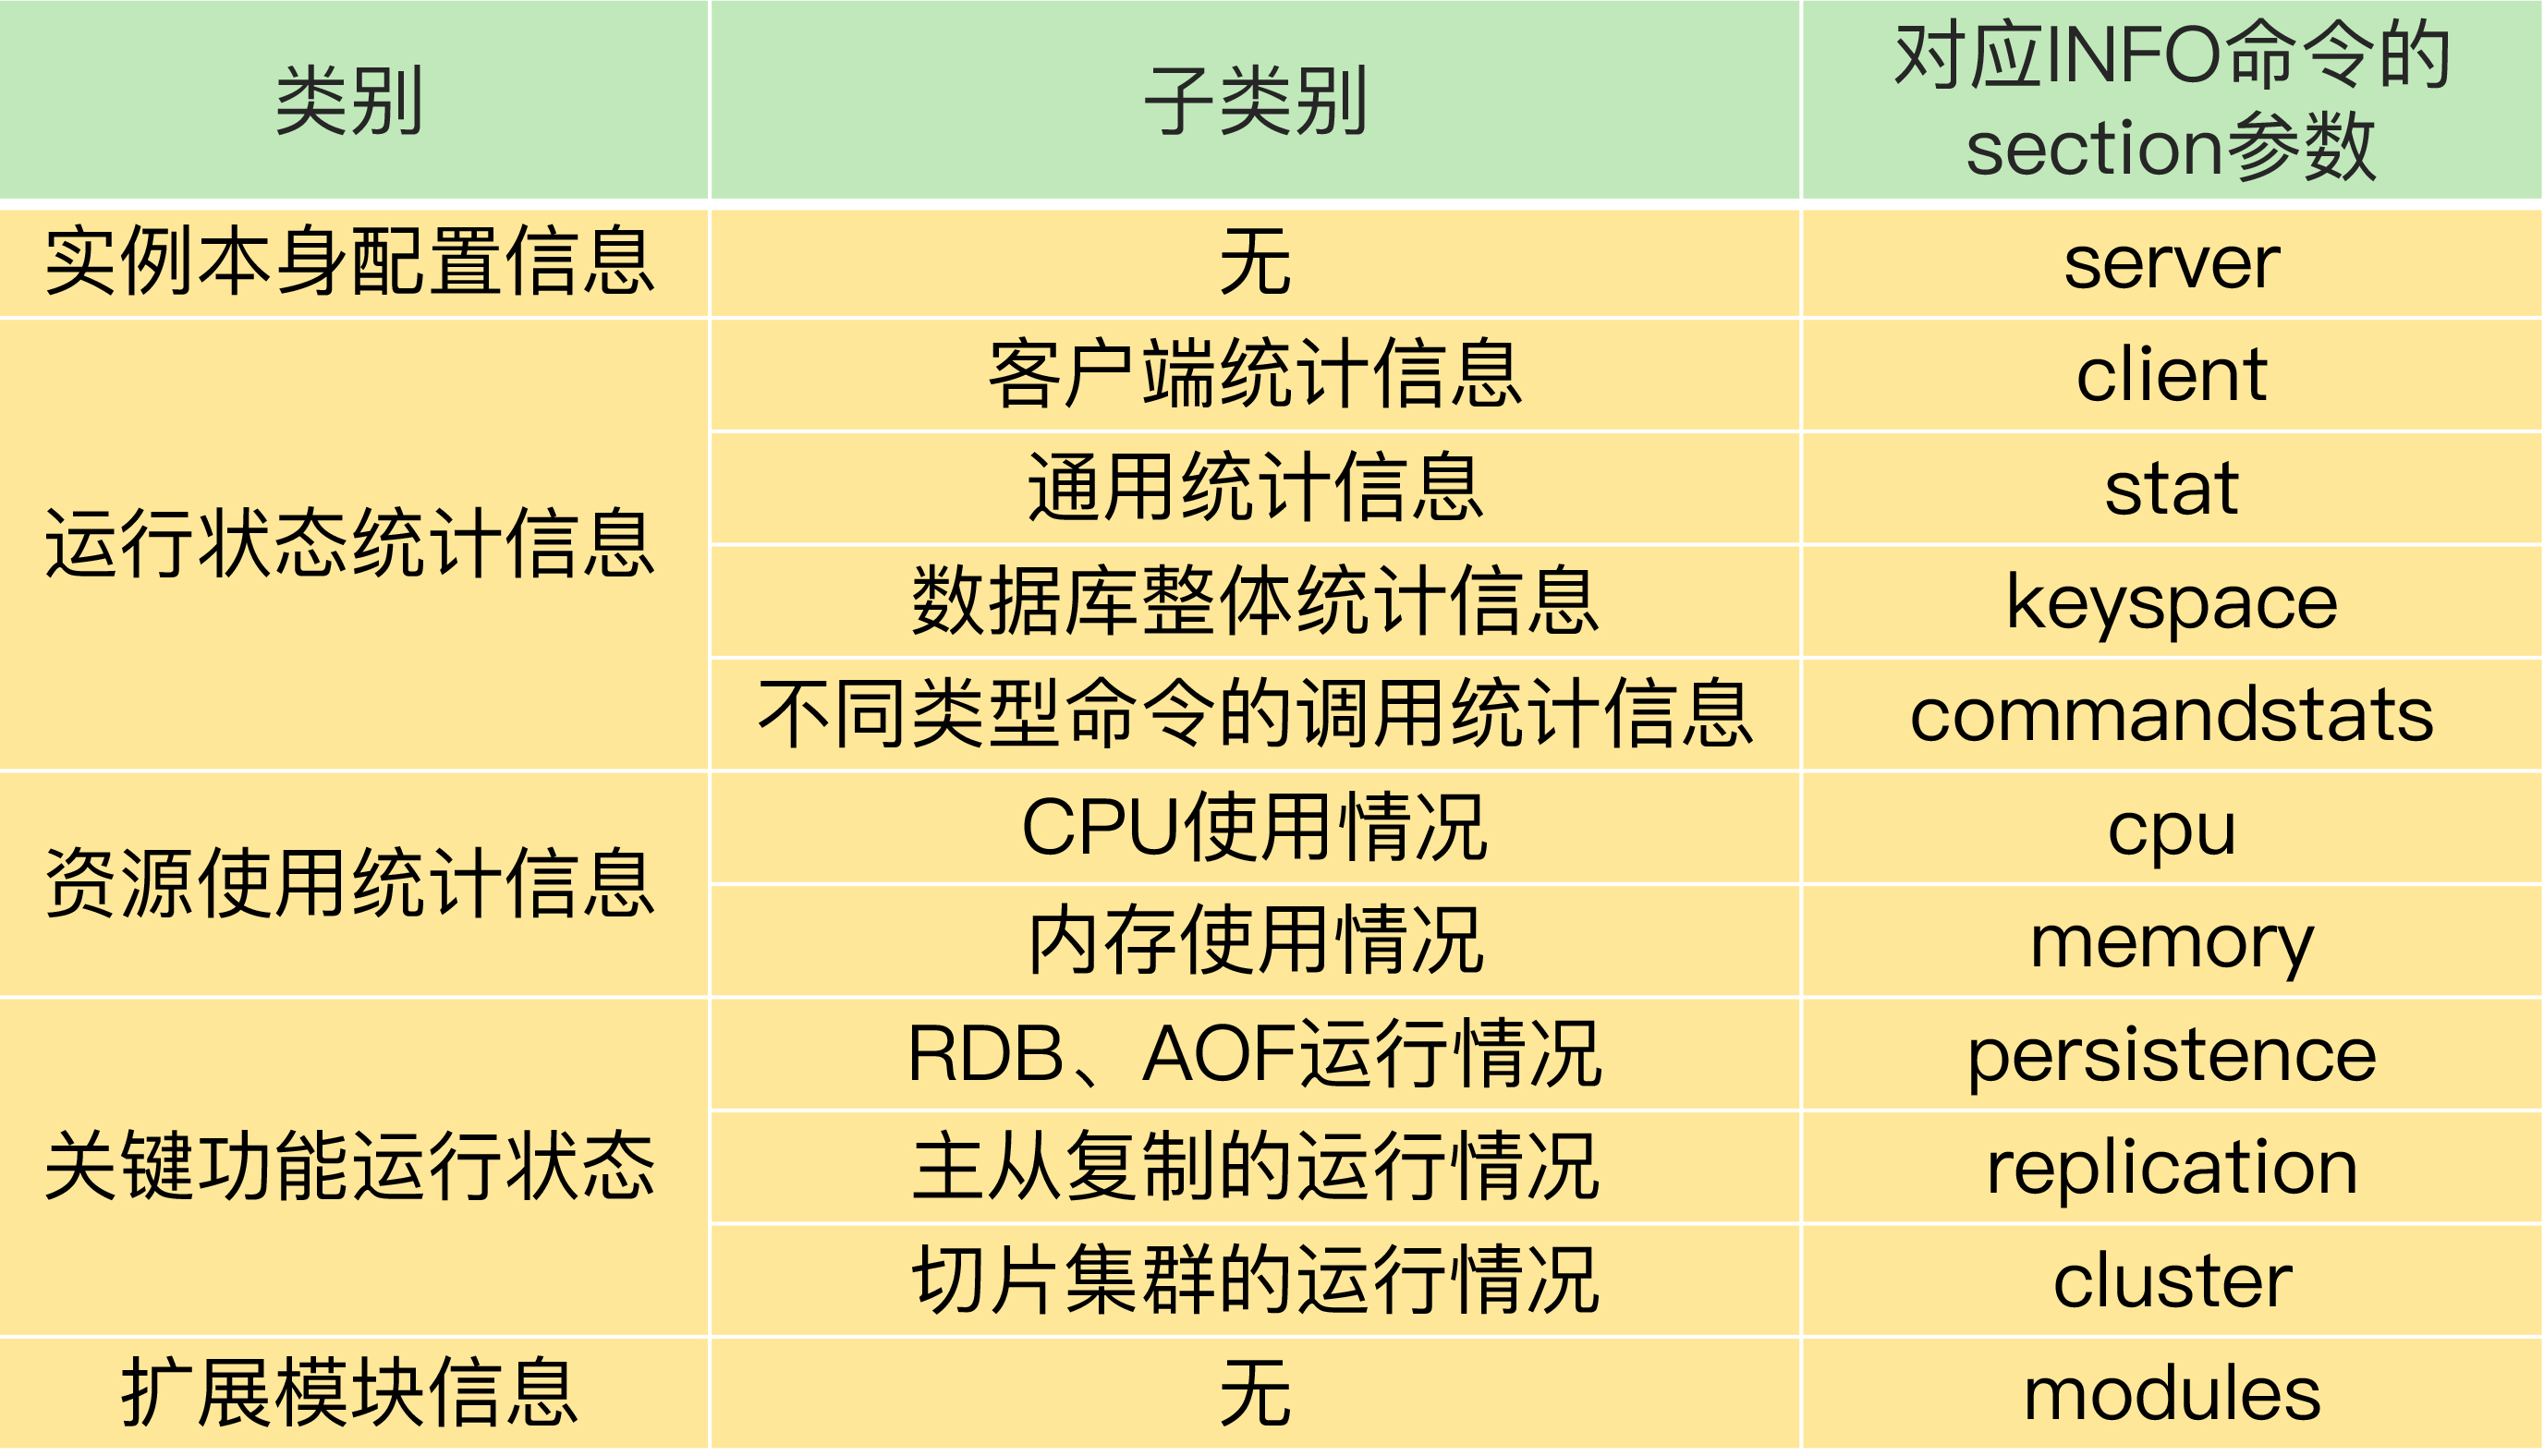 类别
子类别
对应INFO命令的
section参数
实例本身配置信息
无
server
运行状态统计信息
客户端统计信息
client
通用统计信息
stat
数据库整体统计信息
keyspace
不同类型命令的调用统计信息
commandstats
资源使用统计信息
CPU使用情况
cpu
内存使用情况
memory
关键功能运行状态
RDB、AOF运行情况
persistence
主从复制的运行情况
replication
切片集群的运行情况
cluster
扩展模块信息
无
modules